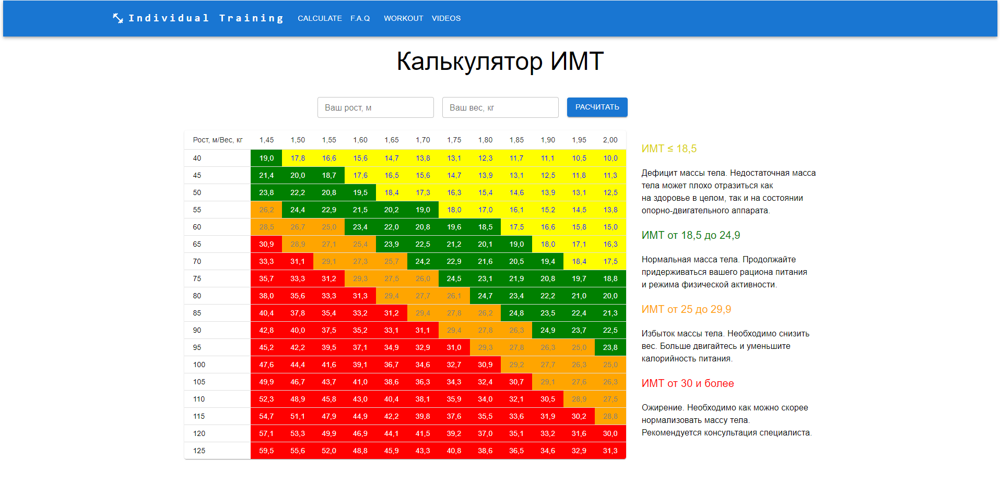 Individual Training CALCULATE F.A.Q WORKOUT VIDEOS
Калькулятор ИМТ
Ваш рост, м Ваш вес, кг РАСЧИТАТЬ
Рост, м/Вес, кг 1,45 1,50 1,55 1,60 1,65 1,70 1,75 1,80 1,85 1,90 1,95 2,00
40 19,0 17,8 16,6 15,6 14,7 13,8 13,1 12,3 11,7 11,1 10,5 10,0
45 21,4 20,0 18,7 17,6 16,5 15,6 14,7 13,9 13,1 12,5 11,8 11,3
50 23,8 22,2 20,8 19,5 18,4 17,3 16,3 15,4 14,6 13,9 13,1 12,5
55 26,2 24,4 22,9 21,5 20,2 19,0 18,0 17,0 16,1 15,2 14,5 13,8
60 28,5 26,7 25,0 23,4 22,0 20,8 19,6 18,5 17,5 16,6 15,8 15,0
65 30,9 28,9 27,1 25,4 23,9 22,5 21,2 20,1 19,0 18,0 17,1 16,3
70 33,3 31,1 29,1 27,3 25,7 24,2 22,9 21,6 20,5 19,4 18,4 17,5
75 35,7 33,3 31,2 29,3 27,5 26,0 24,5 23,1 21,9 20,8 19,7 18,8
80 38,0 35,6 33,3 31,3 29,4 27,7 26,1 24,7 23,4 22,2 21,0 20,0
85 40,4 37,8 35,4 33,2 31,2 29,4 27,8 26,2 24,8 23,5 22,4 21,3
90 42,8 40,0 37,5 35,2 33,1 31,1 29,4 27,8 26,3 24,9 23,7 22,5
95 45,2 42,2 39,5 37,1 34,9 32,9 31,0 29,3 27,8 26,3 25,0 23,8
100 47,6 44,4 41,6 39,1 36,7 34,6 32,7 30,9 29,2 27,7 26,3 25,0
105 49,9 46,7 43,7 41,0 38,6 36,3 34,3 32,4 30,7 29,1 27,6 26,3
110 52,3 48,9 45,8 43,0 40,4 38,1 35,9 34,0 32,1 30,5 28,9 27,5
115 54,7 51,1 47,9 44,9 42,2 39,8 37,6 35,5 33,6 31,9 30,2 28,8
120 57,1 53,3 49,9 46,9 44,1 41,5 39,2 37,0 35,1 33,2 31,6 30,0
125 59,5 55,6 52,0 48,8 45,9 43,3 40,8 38,6 36,5 34,6 32,9 31,3
ИМТ ≤ 18,5
Дефицит массы тела. Недостаточная масса
тела может плохо отразиться как
на здоровье в целом, так и на состоянии
опорно-двигательного аппарата.
ИМТ от 18,5 до 24,9
Нормальная масса тела. Продолжайте
придерживаться вашего рациона питания
и режима физической активности.
ИМТ от 25 до 29,9
Избыток массы тела. Необходимо снизить
вес. Больше двигайтесь и уменьшите
калорийность питания.
ИМТ от 30 и более
Ожирение. Необходимо как можно скорее
нормализовать массу тела.
Рекомендуется консультация специалиста.